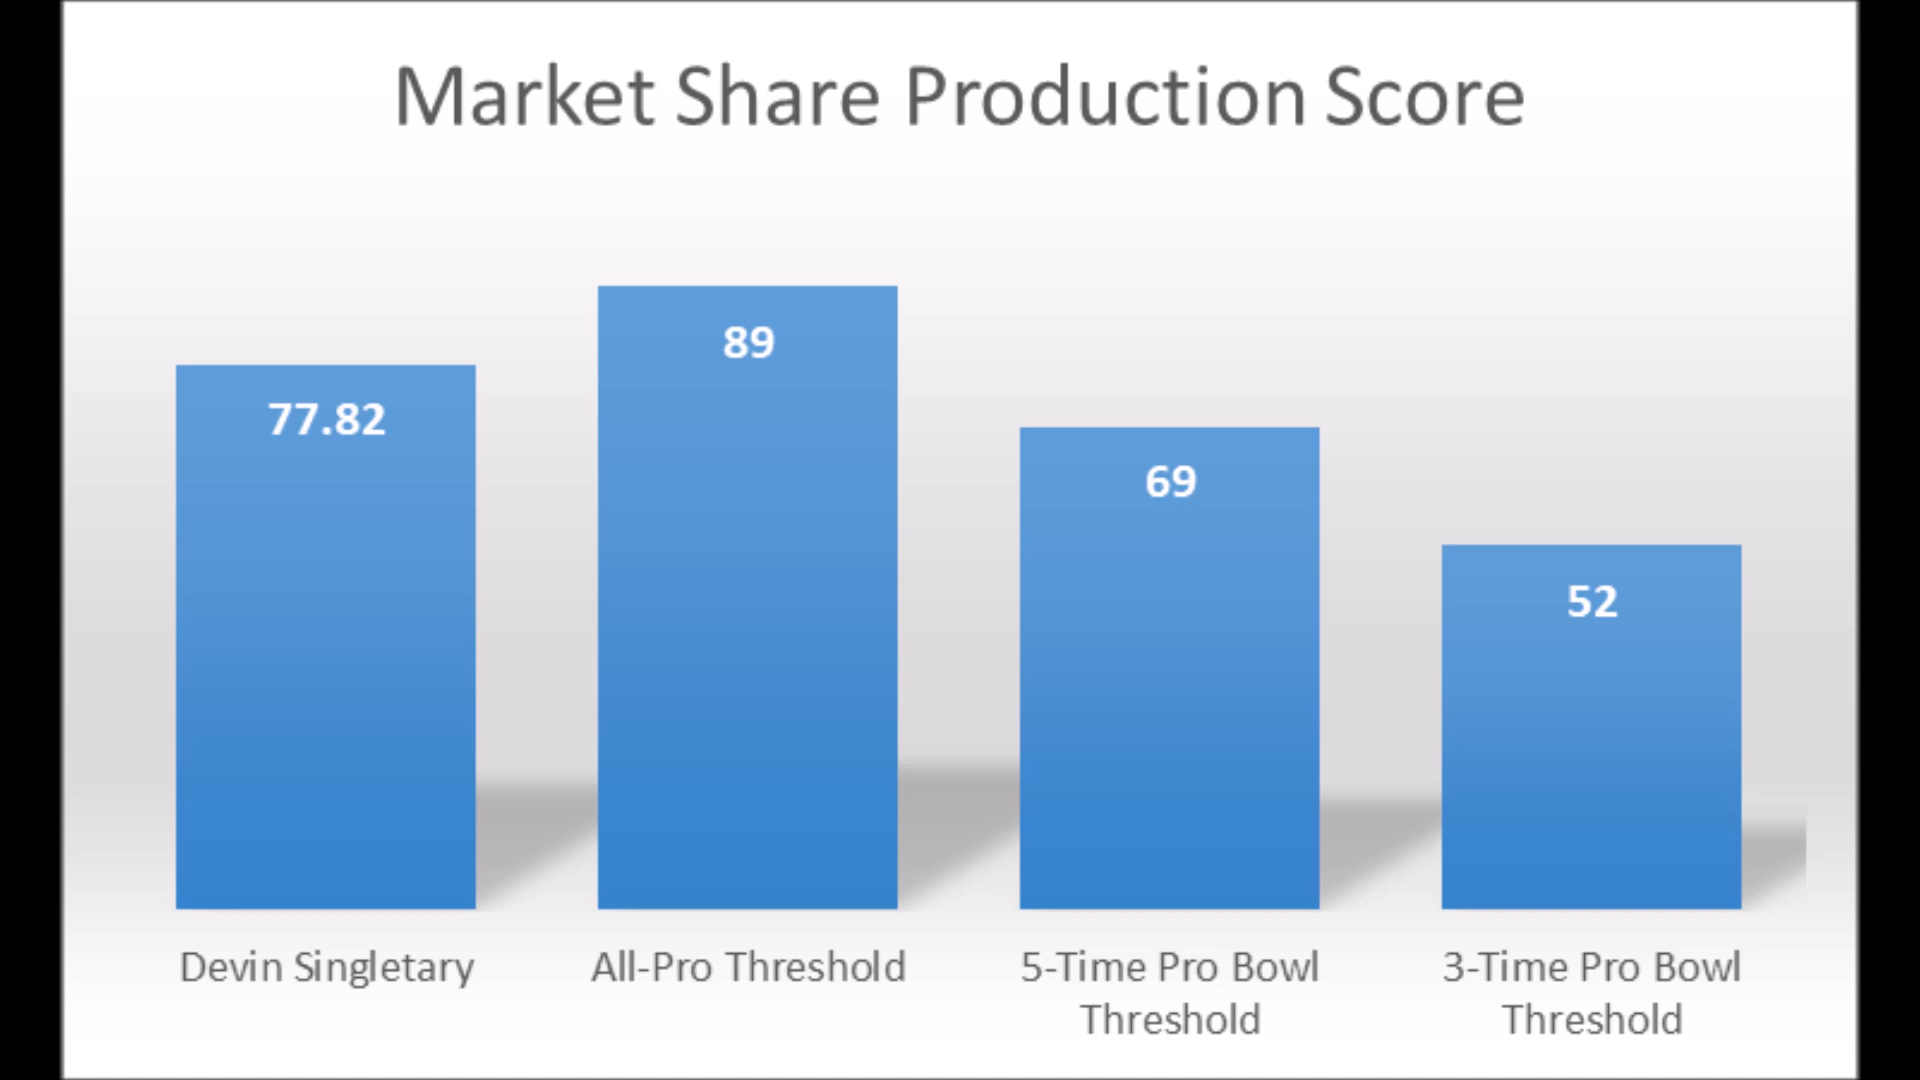 Market Share Production Score
89
77.82
69
52
Devin Singletary
All-Pro Threshold
5-Time Pro Bowl
Threshold
3-Time Pro Bowl
Threshold